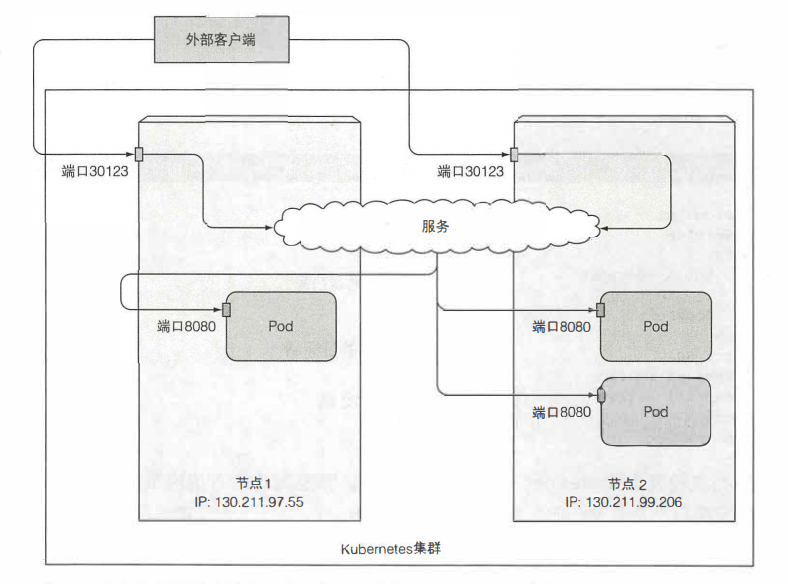 外部客户端
端口30123
端口30123
服务
端口8080
Pod
端口8080
Pod
端口8080
Pod
节点1
IP: 130.211.97.55
节点 2
IP: 130.211.99.206
Kubernetes集群